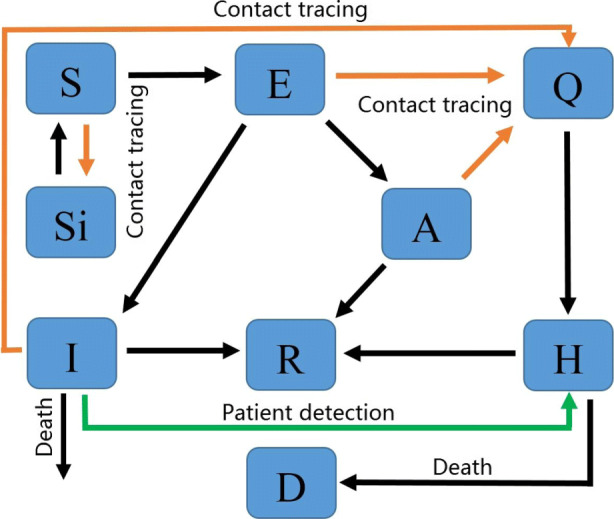 Contact tracing
S
E
Q
Contact tracing
Contact tracing
Si
A
I
R
H
Death
Patient detection
D
Death